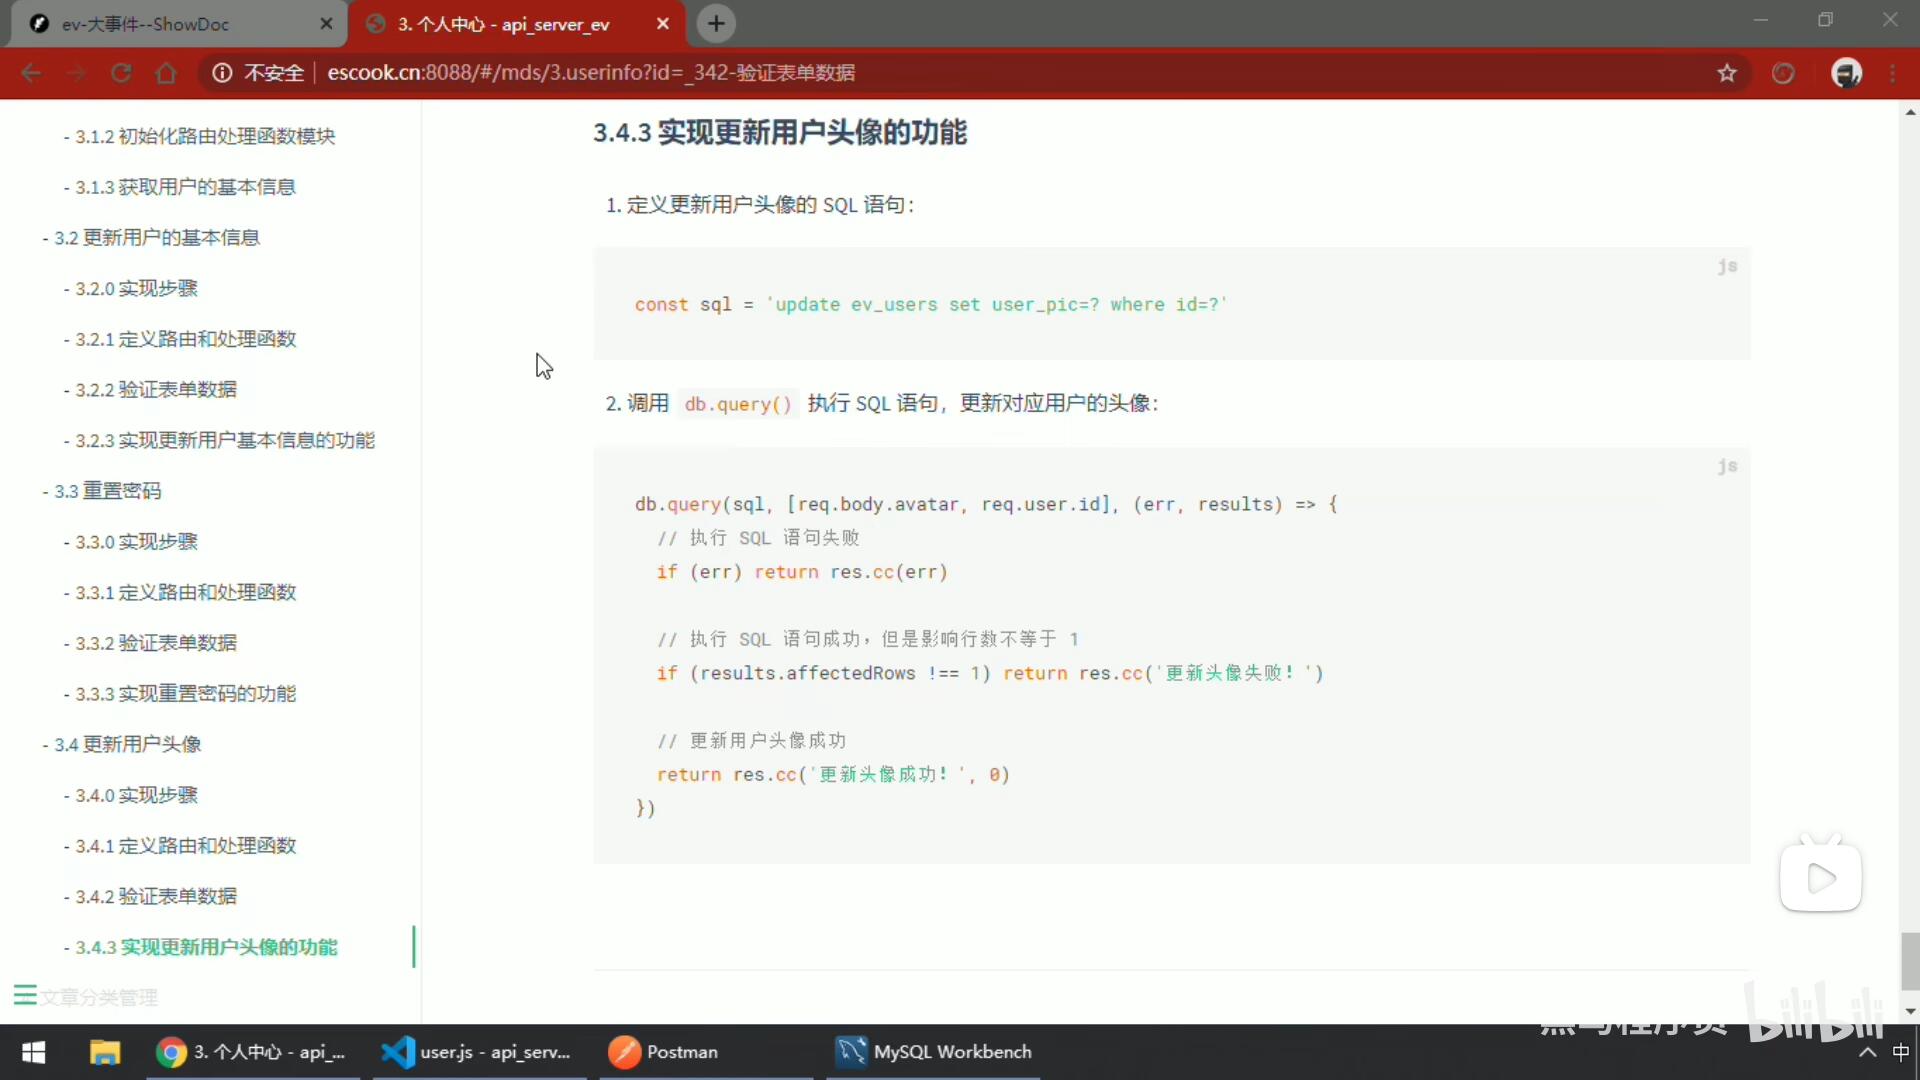 ev-大事件--ShowDoc
3. 个人中心 - api_server_ev
不安全
escook.cn:8088/#/mds/3.userinfo?id=_342-验证表单数据
- 3.1.2 初始化路由处理函数模块
- 3.1.3 获取用户的基本信息
- 3.2 更新用户的基本信息
- 3.2.0 实现步骤
- 3.2.1 定义路由和处理函数
- 3.2.2 验证表单数据
- 3.2.3 实现更新用户基本信息的功能
- 3.3 重置密码
- 3.3.0 实现步骤
- 3.3.1 定义路由和处理函数
- 3.3.2 验证表单数据
- 3.3.3 实现重置密码的功能
- 3.4 更新用户头像
- 3.4.0 实现步骤
- 3.4.1 定义路由和处理函数
- 3.4.2 验证表单数据
- 3.4.3 实现更新用户头像的功能
文章分类管理
3.4.3 实现更新用户头像的功能
1. 定义更新用户头像的 SQL 语句：
js
const sql = 'update ev_users set user_pic=? where id=?'
2. 调用 db.query() 执行 SQL 语句，更新对应用户的头像：
js
db.query(sql, [req.body.avatar, req.user.id], (err, results) => {
// 执行 SQL 语句失败
if (err) return res.cc(err)
// 执行 SQL 语句成功，但是影响行数不等于 1
if (results.affectedRows !== 1) return res.cc('更新头像失败！')
// 更新用户头像成功
return res.cc('更新头像成功！', 0)
})
黑马程序员 bilibili
3. 个人中心 - api_...
user.js - api_serv...
Postman
MySQL Workbench
中